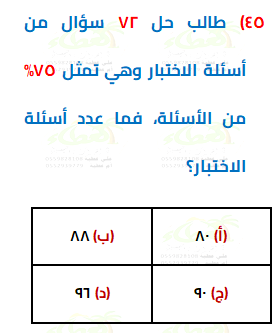 ٤٥) طالب حل ٧٢ سؤال من
أسئلة الاختبار وهي تمثل ٧٥%
من الأسئلة، فما عدد أسئلة
الاختبار؟
(أ) ٨٠ (ب) ٨٨
(ج) ٩٠ (د) ٩٦